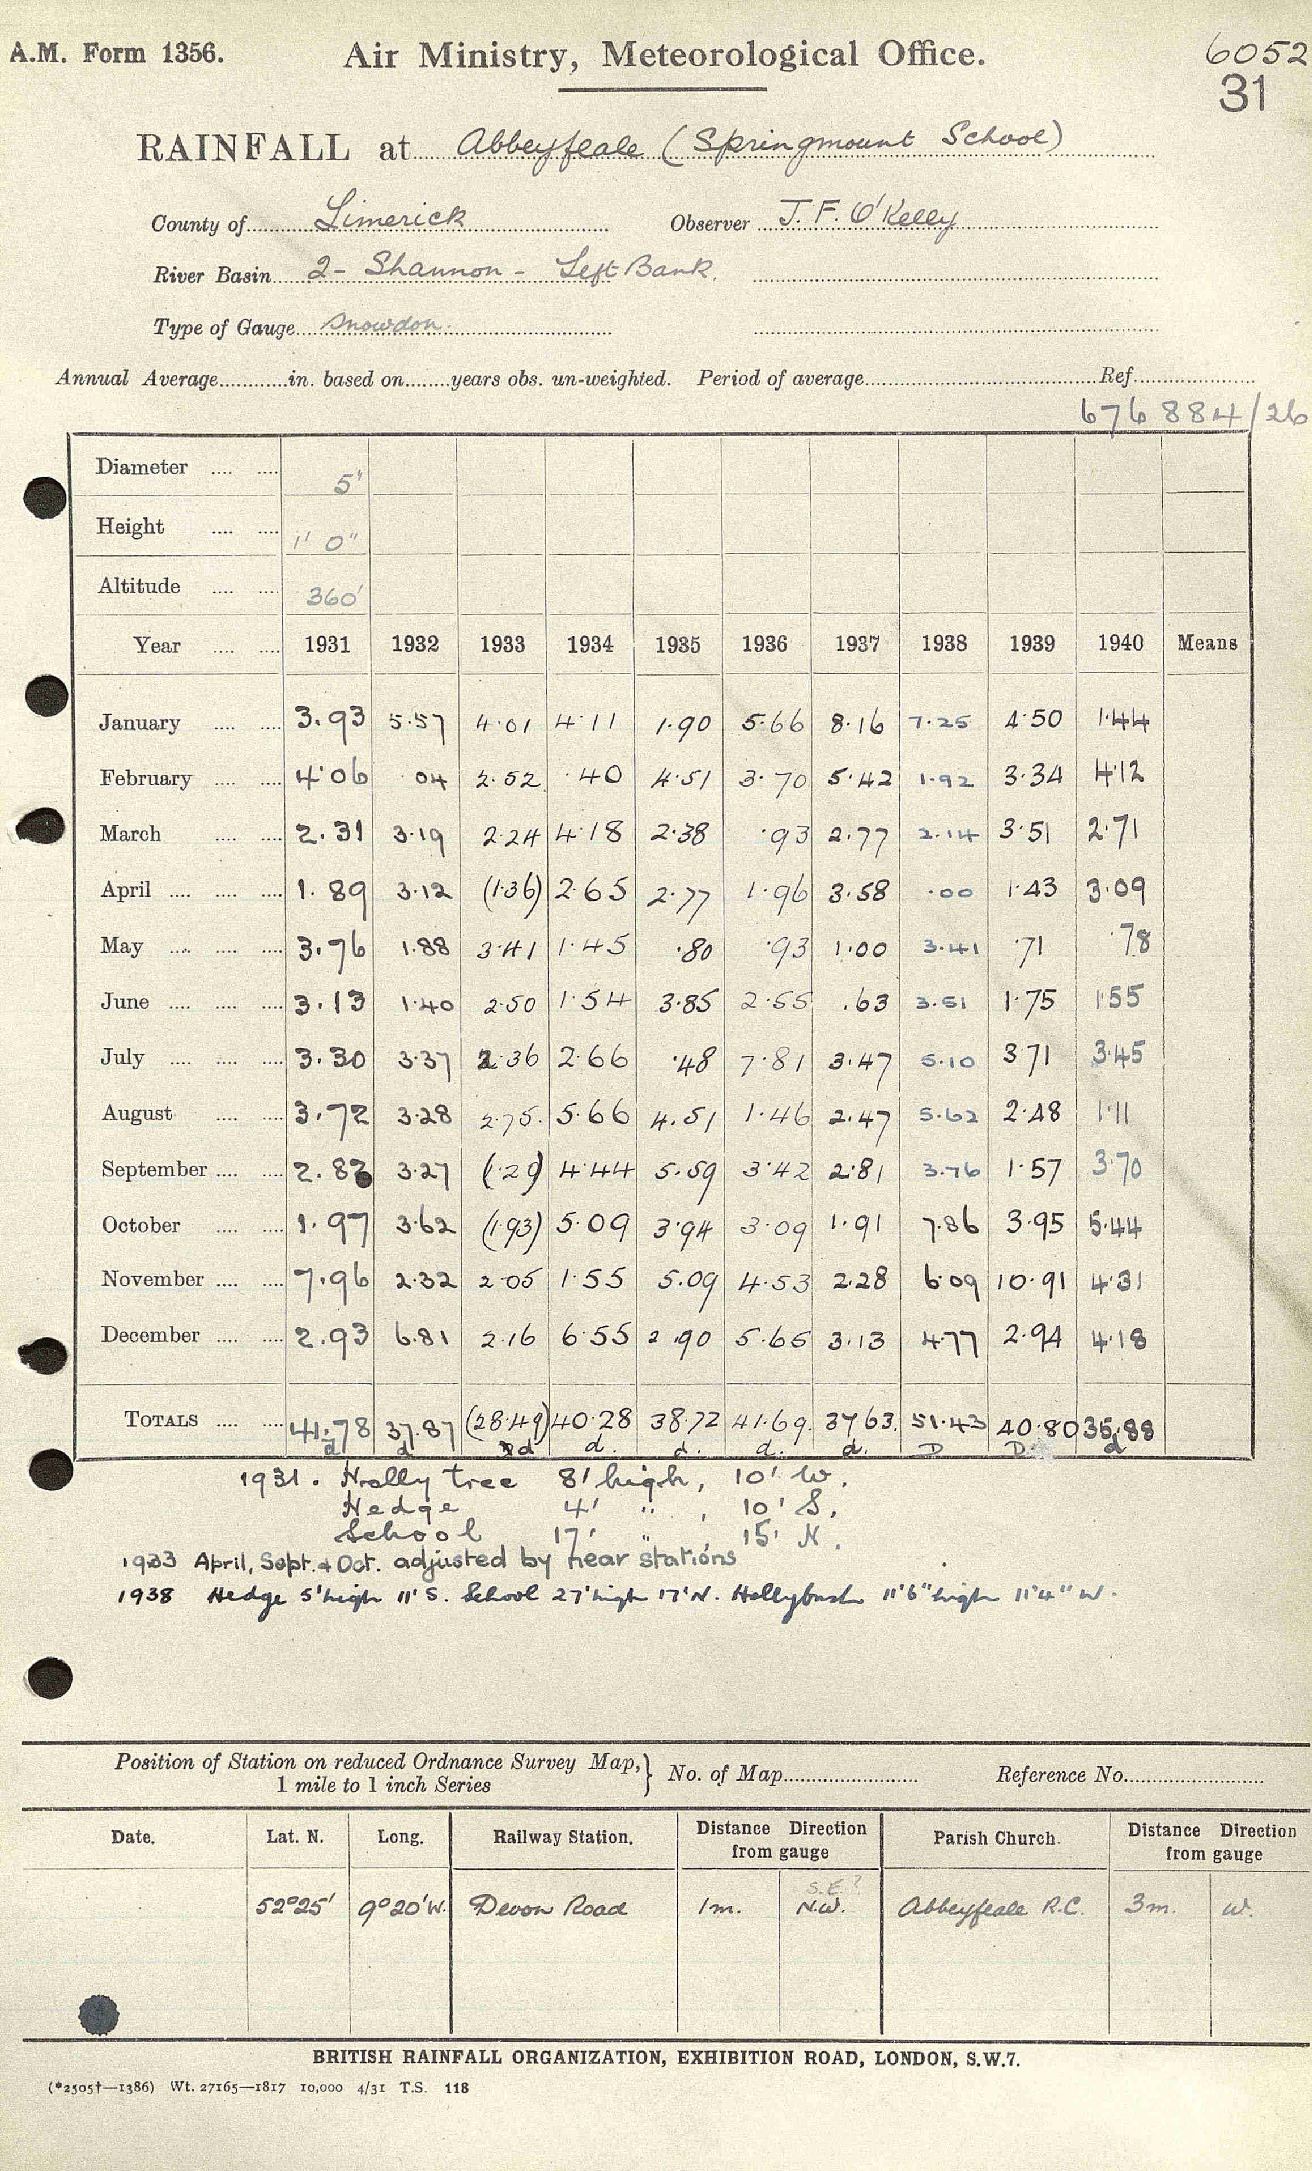 A.M. Form 1356. Air Ministry, Meteorological Office. 6052
31
RAINFALL at Abbeyfeale (Springmount School)
County of Limerick Observer J. F. O'Kelly
River Basin 2- Shannon - Left Bank.
Type of Gauge Snowdon.
Annual Average............in. based on........years obs. un-weighted. Period of average............Ref............
676884/26
Diameter .... .... 5"
Height .... .... 1' 0"
Altitude .... .... 360'
Year .... .... 1931 1932 1933 1934 1935 1936 1937 1938 1939 1940 Means
January .... .... 3.93 5.57 4.01 4.11 1.90 5.66 8.16 7.25 4.50 1.44
February .... .... 4.06 .04 2.52 .40 4.51 3.70 5.42 1.92 3.34 4.12
March .... .... 2.31 3.19 2.24 4.18 2.38 .93 2.77 2.14 3.51 2.71
April .... .... .... 1.89 3.12 (1.36) 2.65 2.77 1.96 3.58 .00 1.43 3.09
May .... .... .... 3.76 1.88 3.41 1.45 .80 .93 1.00 3.41 .71 .78
June .... .... .... 3.13 1.40 2.50 1.54 3.85 2.55 .63 3.51 1.75 1.55
July .... .... .... 3.30 3.37 2.36 2.66 .48 7.81 3.47 5.10 3.71 3.45
August .... .... 3.72 3.28 2.75 5.66 4.51 1.46 2.47 5.62 2.48 1.11
September .... .... 2.82 3.27 (1.29) 4.44 5.59 3.42 2.81 3.76 1.57 3.70
October .... .... 1.97 3.62 (1.93) 5.09 3.94 3.09 1.91 7.86 3.95 5.44
November .... .... 7.96 2.32 2.05 1.55 5.09 4.53 2.28 6.09 10.91 4.31
December .... .... 2.93 6.81 2.16 6.55 2.90 5.65 3.13 4.77 2.94 4.18
TOTALS .... .... 41.78 37.87 (28.49) 40.28 38.72 41.69 37.63 51.43 40.80 35.88
d d d d. d. d. d. D D d
1931. Holly tree 8' high, 10' W.
Hedge 4' " , 10' S.
School 17' " , 15' N.
1933 April, Sept. & Oct. adjusted by near stations
1938 Hedge 5' high 11' S. School 27' high 17' N. Hollybush 11'6" high 11'4" W.
Position of Station on reduced Ordnance Survey Map, 1 mile to 1 inch Series } No. of Map............ Reference No............
Date. Lat. N. Long. Railway Station. Distance Direction from gauge Parish Church. Distance Direction from gauge
S.E?
52°25' 9°20'W. Devon Road 1m. N.W. Abbeyfeale R.C. 3m. W.
BRITISH RAINFALL ORGANIZATION, EXHIBITION ROAD, LONDON, S.W.7.
(*2505†—1386) Wt. 27165—1817 10,000 4/31 T.S. 118